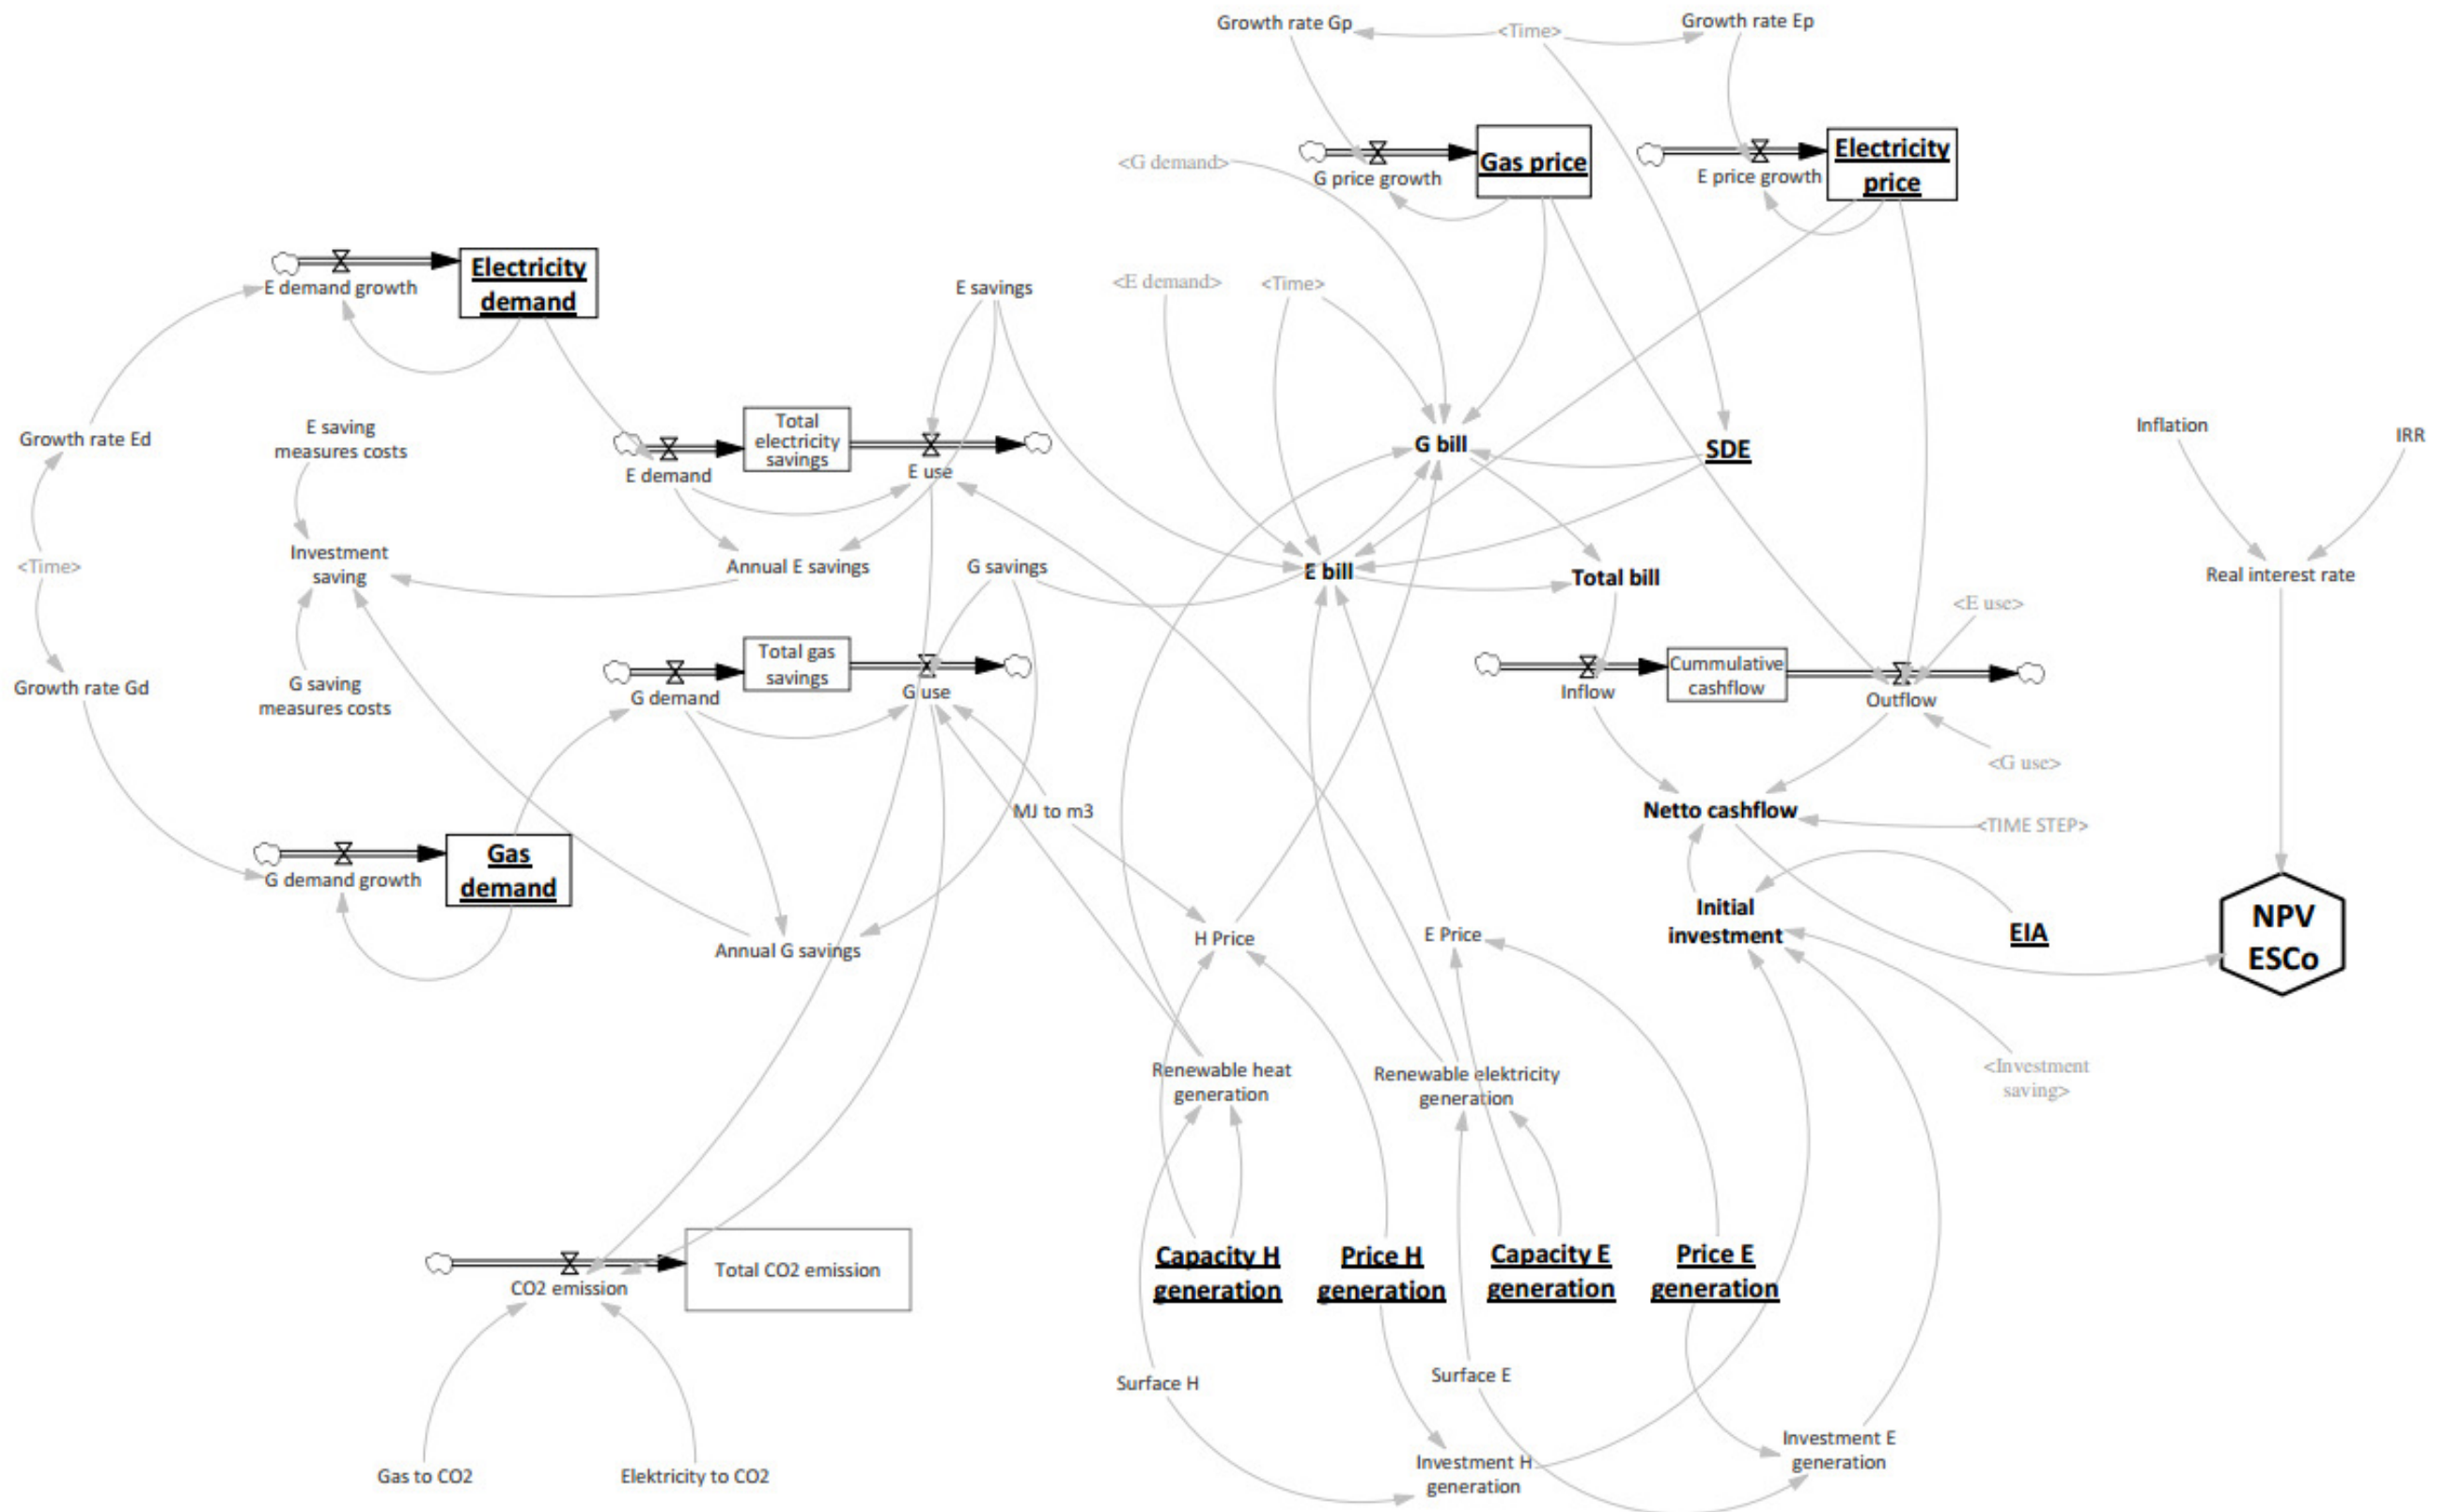 Growth rate Gp
<Time>
Growth rate Ep
<G demand>
G price growth
Gas price
E price growth
Electricity
price
E demand growth
Electricity
demand
E savings
<E demand>
<Time>
Growth rate Ed
E saving
measures costs
E demand
Total
electricity
savings
E use
G bill
SDE
Inflation
IRR
<Time>
Investment
saving
Annual E savings
G savings
E bill
Total bill
Real interest rate
<E use>
Growth rate Gd
G saving
measures costs
G demand
Total gas
savings
G use
Inflow
Cummulative
cashflow
Outflow
<G use>
MJ to m3
Netto cashflow
<TIME STEP>
G demand growth
Gas
demand
Annual G savings
H Price
E Price
Initial
investment
EIA
NPV
ESCo
Renewable heat
generation
Renewable elektricity
generation
<Investment
saving>
CO2 emission
Total CO2 emission
Capacity H
generation
Price H
generation
Capacity E
generation
Price E
generation
Surface H
Surface E
Gas to CO2
Elektricity to CO2
Investment H
generation
Investment E
generation